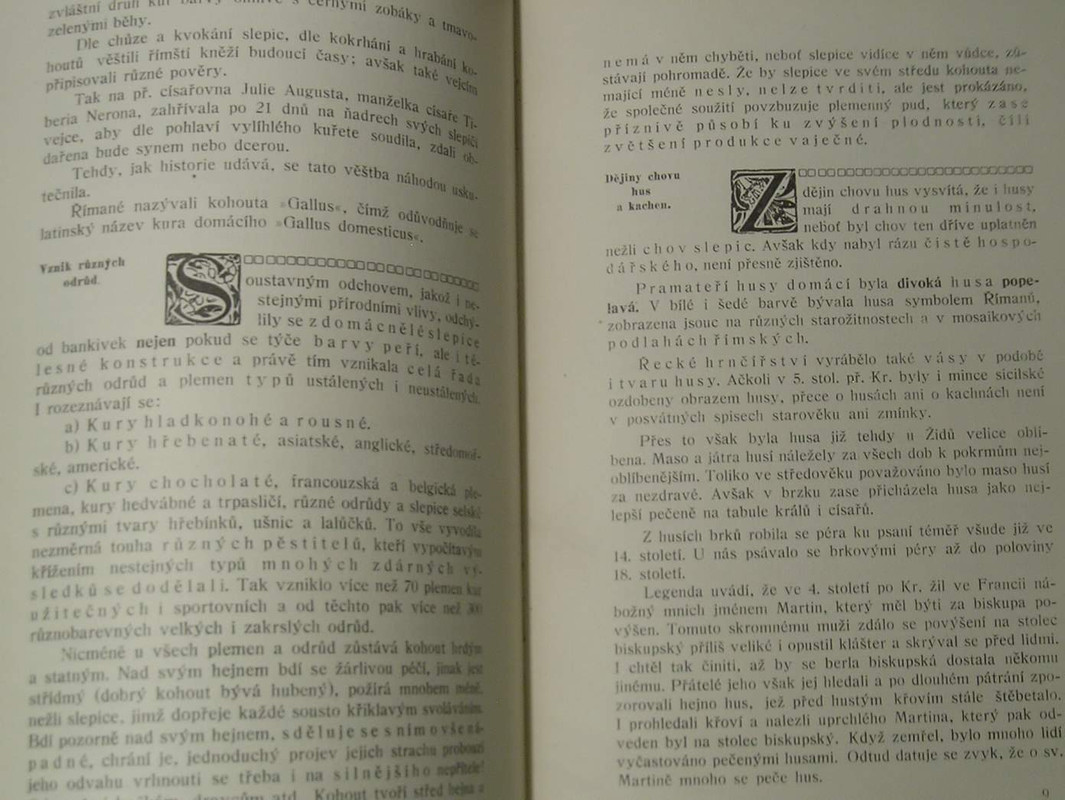 zvláštní druh kur barvy ohnivé s černými zobáky a tmavo-
zelenými běhy.
Dle chůze a kvokání slepic, dle kokrhání a hrabání ko-
houtů věštili římští kněží budoucí časy; avšak také vejcím
připisovali různé pověry.
Tak na př. císařovna Julie Augusta, manželka císaře Ti-
beria Nerona, zahřívala po 21 dnů na ňadrech svých slepičí
vejce, aby dle pohlaví vylíhlého kuřete soudila, zdali ob-
dařena bude synem nebo dcerou.
Tehdy, jak historie udává, se tato věštba náhodou usku-
tečnila.
Římané nazývali kohouta »Gallus«, čímž odůvodňuje se
latinský název kura domácího »Gallus domesticus«.
Vznik různých
odrůd.
Soustavným odchovem, jakož i ne-
stejnými přírodními vlivy, odchý-
lily se zdomácnělé slepice
od bankivek nejen pokud se týče barvy peří, ale i tě-
lesné konstrukce a právě tím vznikala celá řada
různých odrůd a plemen typů ustálených i neustálených.
I rozeznávají se:
a) Kury hladkonohé a rousné.
b) Kury hřebenaté, asiatské, anglické, středomoř-
ské, americké.
c) Kury chocholaté, francouzská a belgická ple-
mena, kury hedvábné a trpasličí, různé odrůdy a slepice selské
s různými tvary hřebínků, ušnic a lalůčků. To vše vyvodila
nezměrná touha různých pěstitelů, kteří vypočítavým
křížením nestejných typů mnohých zdárných vý-
sledků se dodělali. Tak vzniklo více než 70 plemen kur
užitečných i sportovních a od těchto pak více než 300
různobarevných velkých i zakrslých odrůd.
Nicméně u všech plemen a odrůd zůstává kohout hrdým
a statným. Nad svým hejnem bdí se žárlivou péčí, jinak jest
střídmý (dobrý kohout bývá hubený), požírá mnohem méně,
nežli slepice, jimž dopřeje každé sousto křiklavým svoláváním.
Bdí pozorně nad svým hejnem, sděluje se s ním o všem ná-
padné, chrání je, jednoduchý projev jejich strachu probouzí
jeho odvahu vrhnouti se třeba i na silnějšího nepřítele!
atd. Kohout tvoří střed hejna a
nemá v něm chyběti, neboť slepice vidíce v něm vůdce, zů-
stávají pohromadě. Že by slepice ve svém středu kohouta ne-
mající méně nesly, nelze tvrditi, ale jest prokázáno,
že společné soužití povzbuzuje plemenný pud, který zase
příznivě působí ku zvýšení plodnosti, čili
zvětšení produkce vaječné.
Dějiny chovu
hus
a kachen.
Z dějin chovu hus vysvítá, že i husy
mají drahnou minulost,
neboť byl chov ten dříve uplatněn
nežli chov slepic. Avšak kdy nabyl rázu čistě hospo-
dářského, není přesně zjištěno.
Pramateří husy domácí byla divoká husa pope-
lavá. V bílé i šedé barvě bývala husa symbolem Římanů,
zobrazena jsouc na různých starožitnostech a v mosaikových
podlahách římských.
Řecké hrnčířství vyrábělo také vásy v podobě
i tvaru husy. Ačkoli v 5. stol. př. Kr. byly i mince sicilské
ozdobeny obrazem husy, přece o husách ani o kachnách není
v posvátných spisech starověku ani zmínky.
Přes to však byla husa již tehdy u Židů velice oblí-
bena. Maso a játra husí náležely za všech dob k pokrmům nej-
oblíbenějším. Toliko ve středověku považováno bylo maso husí
za nezdravé. Avšak v brzku zase přicházela husa jako nej-
lepší pečeně na tabule králů i císařů.
Z husích brků robila se péra ku psaní téměř všude již ve
14. století. U nás psávalo se brkovými péry až do poloviny
18. století.
Legenda uvádí, že ve 4. století po Kr. žil ve Francii ná-
božný mnich jménem Martin, který měl býti za biskupa po-
výšen. Tomuto skromnému muži zdálo se povýšení na stolec
biskupský příliš veliké i opustil klášter a skrýval se před lidmi.
I chtěl tak činiti, až by se berla biskupská dostala někomu
jinému. Přátelé jeho však jej hledali a po dlouhém pátrání zpo-
zorovali hejno hus, jež před hustým křovím stále štěbetalo.
I prohledali křoví a nalezli uprchlého Martina, který pak od-
veden byl na stolec biskupský. Když zemřel, bylo mnoho lidí
vyčastováno pečenými husami. Odtud datuje se zvyk, že o sv.
Martině mnoho se peče hus.
9